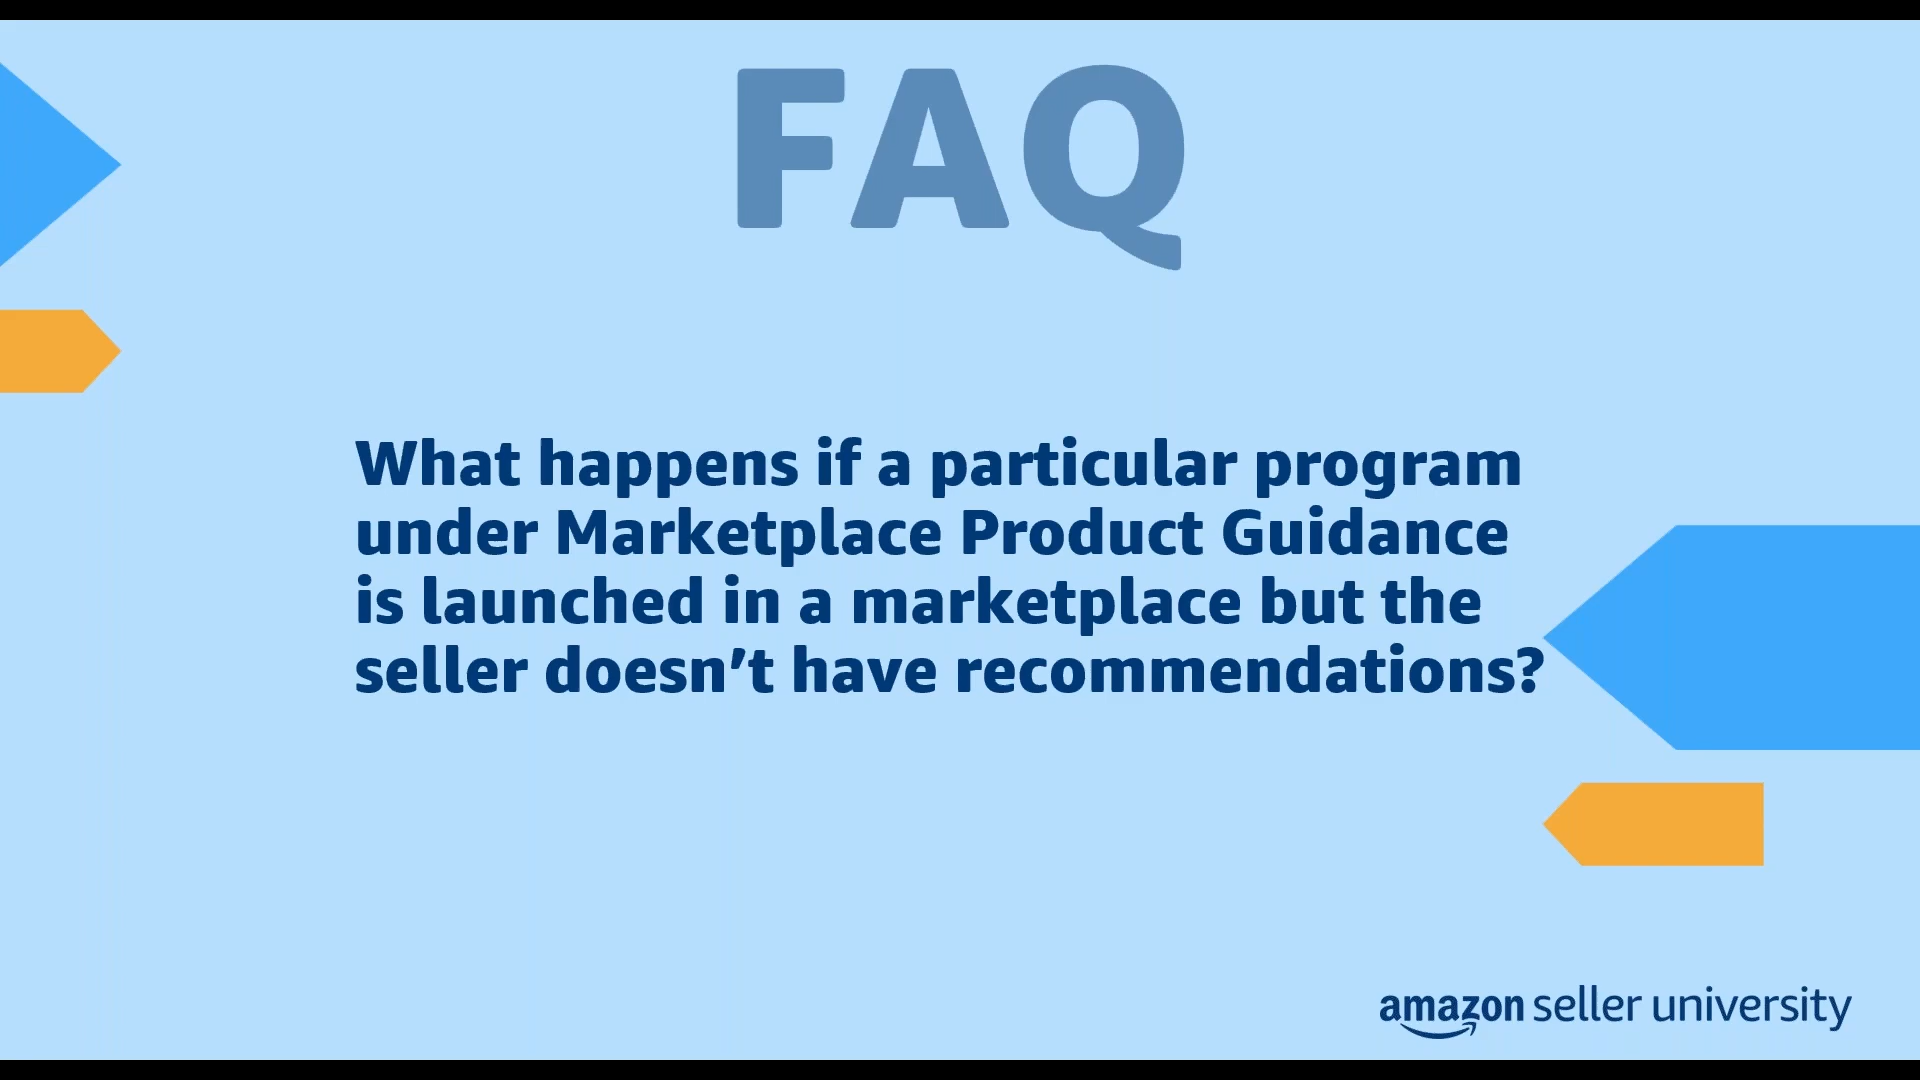 FAQ
What happens if a particular program
under Marketplace Product Guidance
is launched in a marketplace but the
seller doesn’t have recommendations?
amazon seller university